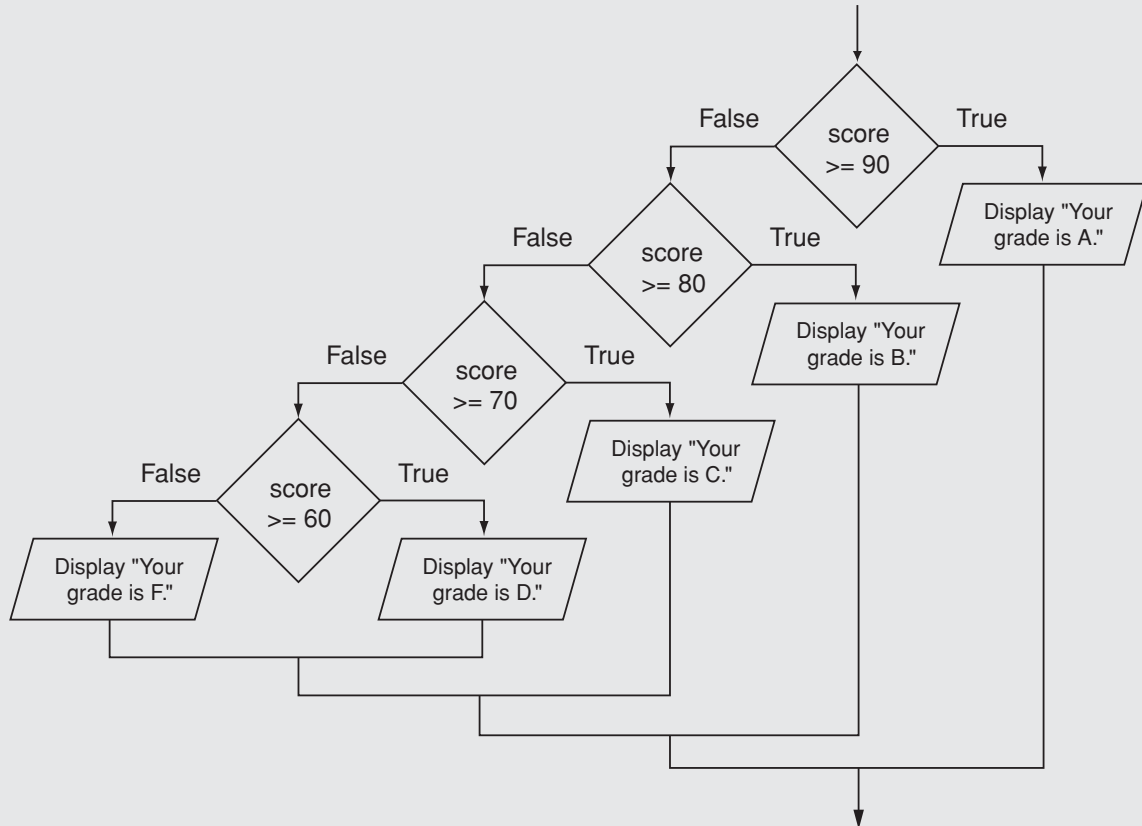 False
True
score
>= 90
Display "Your
grade is A."
False
True
score
>= 80
Display "Your
grade is B."
False
True
score
>= 70
Display "Your
grade is C."
False
True
score
>= 60
Display "Your
grade is F."
Display "Your
grade is D."